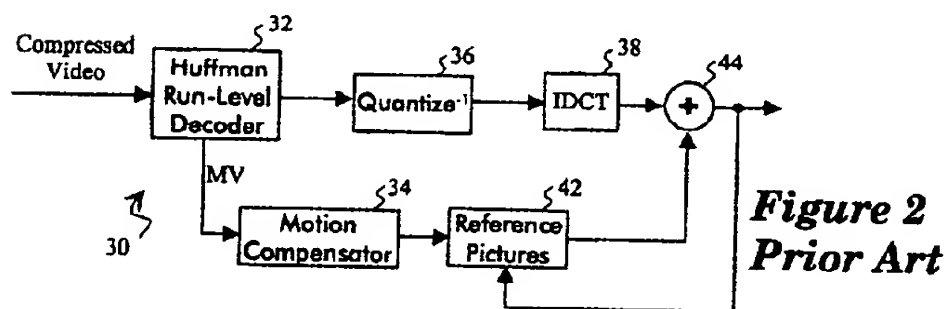 Compressed
Video
32
Huffman
Run-Level
Decoder
36
Quantize⁻¹
38
IDCT
44
+
MV
30
34
Motion
Compensator
42
Reference
Pictures
Figure 2
Prior Art